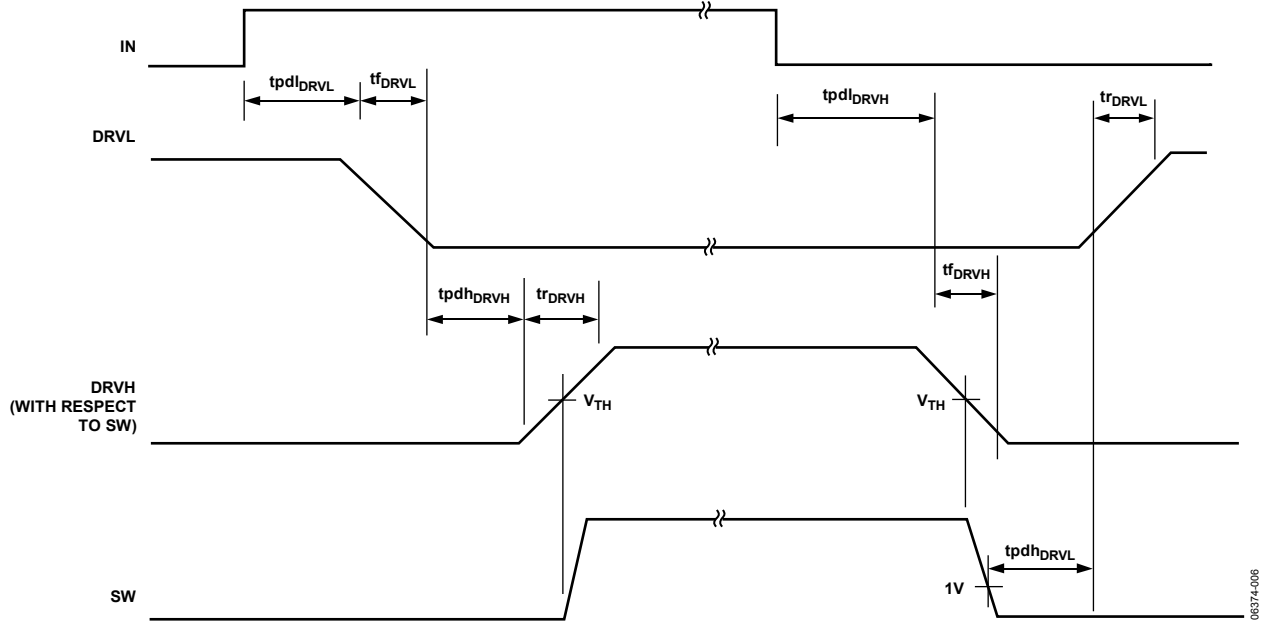 IN
tpdlDRVL
tfDRVL
tpdlDRVH
trDRVL
DRVL
tfDRVH
tpdhDRVH
trDRVH
DRVH
(WITH RESPECT
TO SW)
VTH
VTH
tpdhDRVL
1V
SW
06374-006